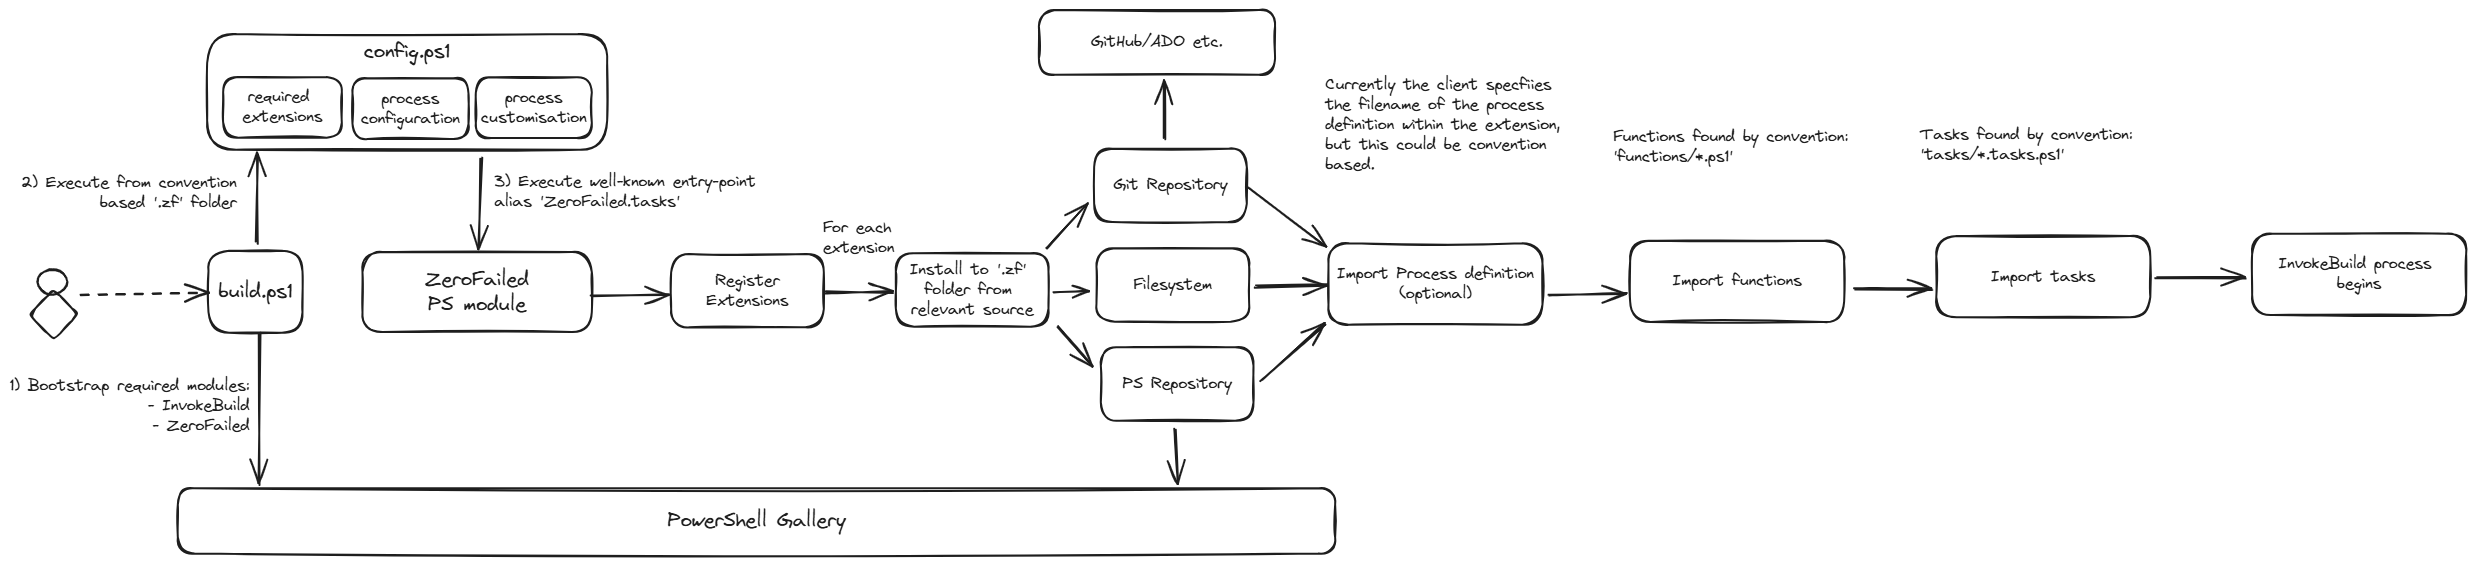 config.ps1
required
extensions
process
configuration
process
customisation
2) Execute from convention
based '.zf' folder
3) Execute well-known entry-point
alias 'ZeroFailed.tasks'
build.ps1
1) Bootstrap required modules:
- InvokeBuild
- ZeroFailed
ZeroFailed
PS module
Register
Extensions
For each
extension
Install to '.zf'
folder from
relevant source
GitHub/ADO etc.
Git Repository
Filesystem
PS Repository
PowerShell Gallery
Currently the client specfiies
the filename of the process
definition within the extension,
but this could be convention
based.
Import Process definition
(optional)
Functions found by convention:
'functions/*.ps1'
Import functions
Tasks found by convention:
'tasks/*.tasks.ps1'
Import tasks
InvokeBuild process
begins